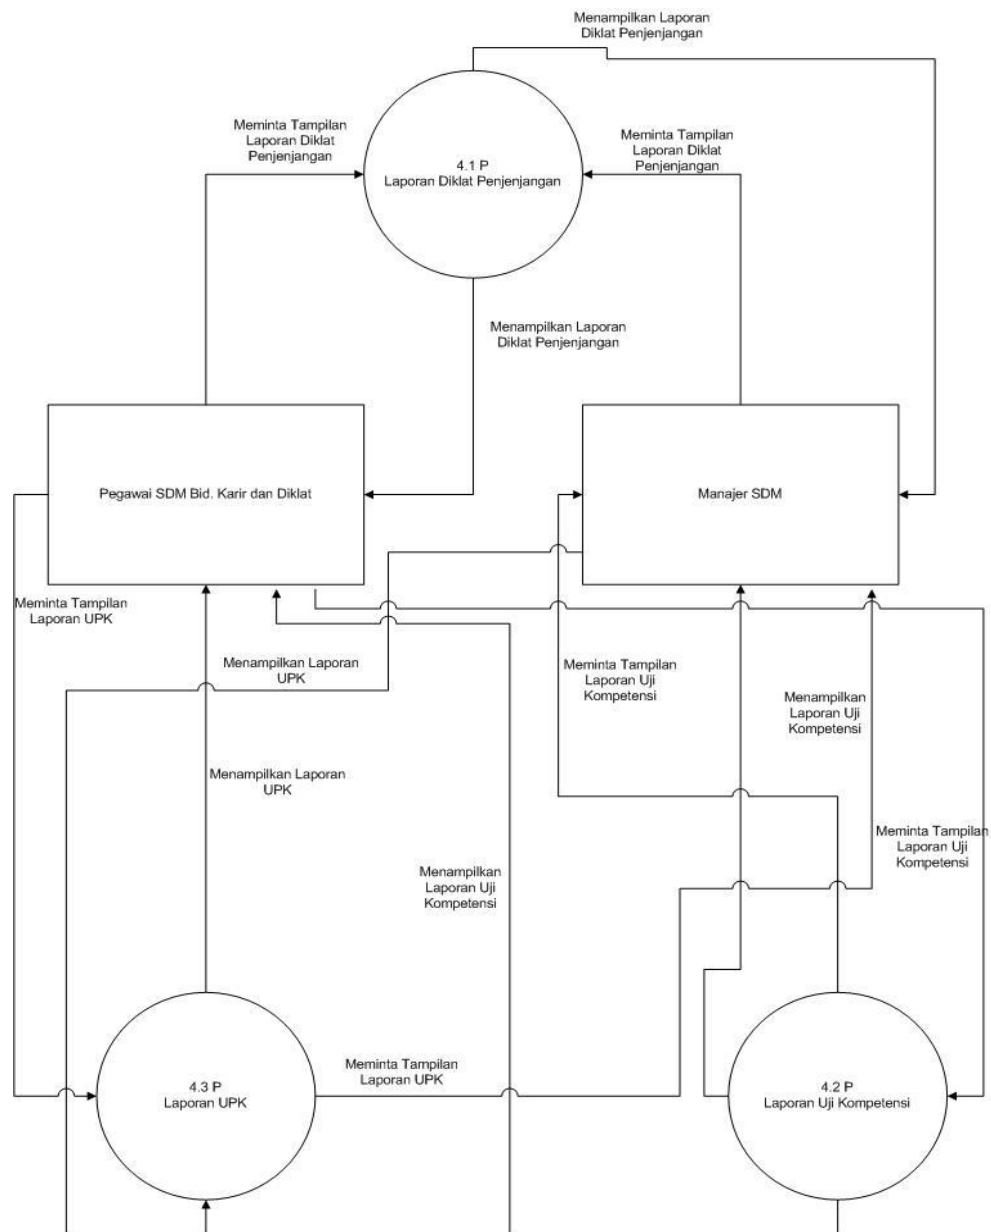 Menampilkan Laporan
Diklat Penjenjangan
Meminta Tampilan
Laporan Diklat
Penjenjangan
Meminta Tampilan
Laporan Diklat
Penjenjangan
4.1 P
Laporan Diklat Penjenjangan
Menampilkan Laporan
Diklat Penjenjangan
Pegawai SDM Bid. Karir dan Diklat
Manajer SDM
Meminta Tampilan
Laporan UPK
Menampilkan Laporan
UPK
Meminta Tampilan
Laporan Uji
Kompetensi
Menampilkan
Laporan Uji
Kompetensi
Menampilkan Laporan
UPK
Meminta Tampilan
Laporan Uji
Kompetensi
Menampilkan
Laporan Uji
Kompetensi
Meminta Tampilan
Laporan UPK
4.3 P
Laporan UPK
4.2 P
Laporan Uji Kompetensi